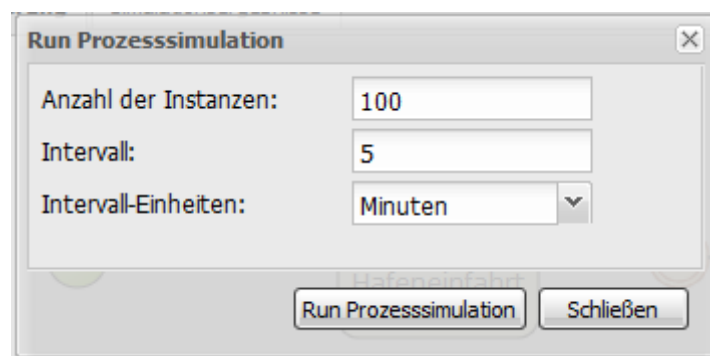 Run Prozesssimulation
Anzahl der Instanzen: 100
Intervall: 5
Intervall-Einheiten: Minuten
Hafeneinfahrt
Run Prozesssimulation Schließen